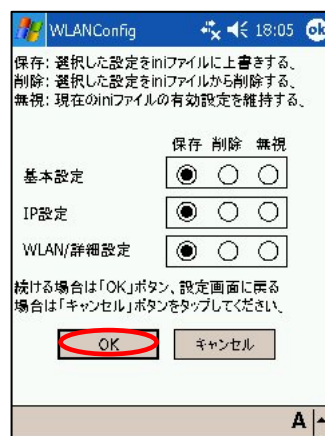 WLANConfig 18:05 ok
保存: 選択した設定をiniファイルに上書きする、
削除: 選択した設定をiniファイルから削除する、
無視: 現在のiniファイルの有効設定を維持する、
保存 削除 無視
基本設定
IP設定
WLAN/詳細設定
続ける場合は「OK」ボタン、設定画面に戻る
場合は「キャンセル」ボタンをタップしてください、
OK キャンセル
A